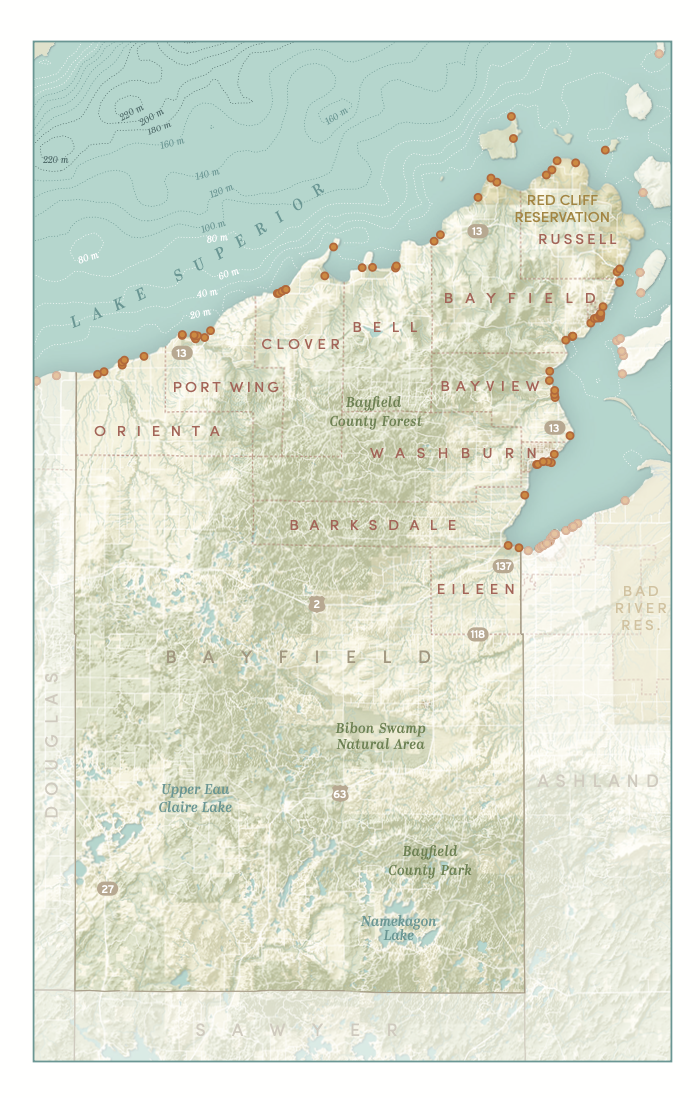 220 m
200 m
180 m
160 m
160 m
220 m
140 m
120 m
100 m
80 m
80 m
60 m
40 m
20 m
LAKE SUPERIOR
RED CLIFF
RESERVATION
RUSSELL
13
BAYFIELD
BELL
CLOVER
13
PORT WING
BAYVIEW
Bayfield
County Forest
ORIENTA
13
WASHBURN
BARKSDALE
137
EILEEN
2
BAD
RIVER
RES.
118
BAYFIELD
DOUGLAS
Bibon Swamp
Natural Area
ASHLAND
Upper Eau
Claire Lake
63
Bayfield
County Park
27
Namekagon
Lake
SAWYER